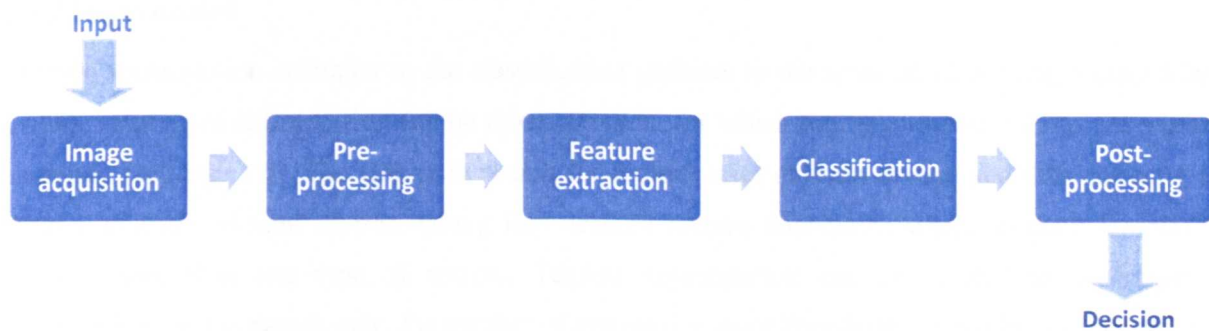 Input
Image
acquisition
Pre-
processing
Feature
extraction
Classification
Post-
processing
Decision